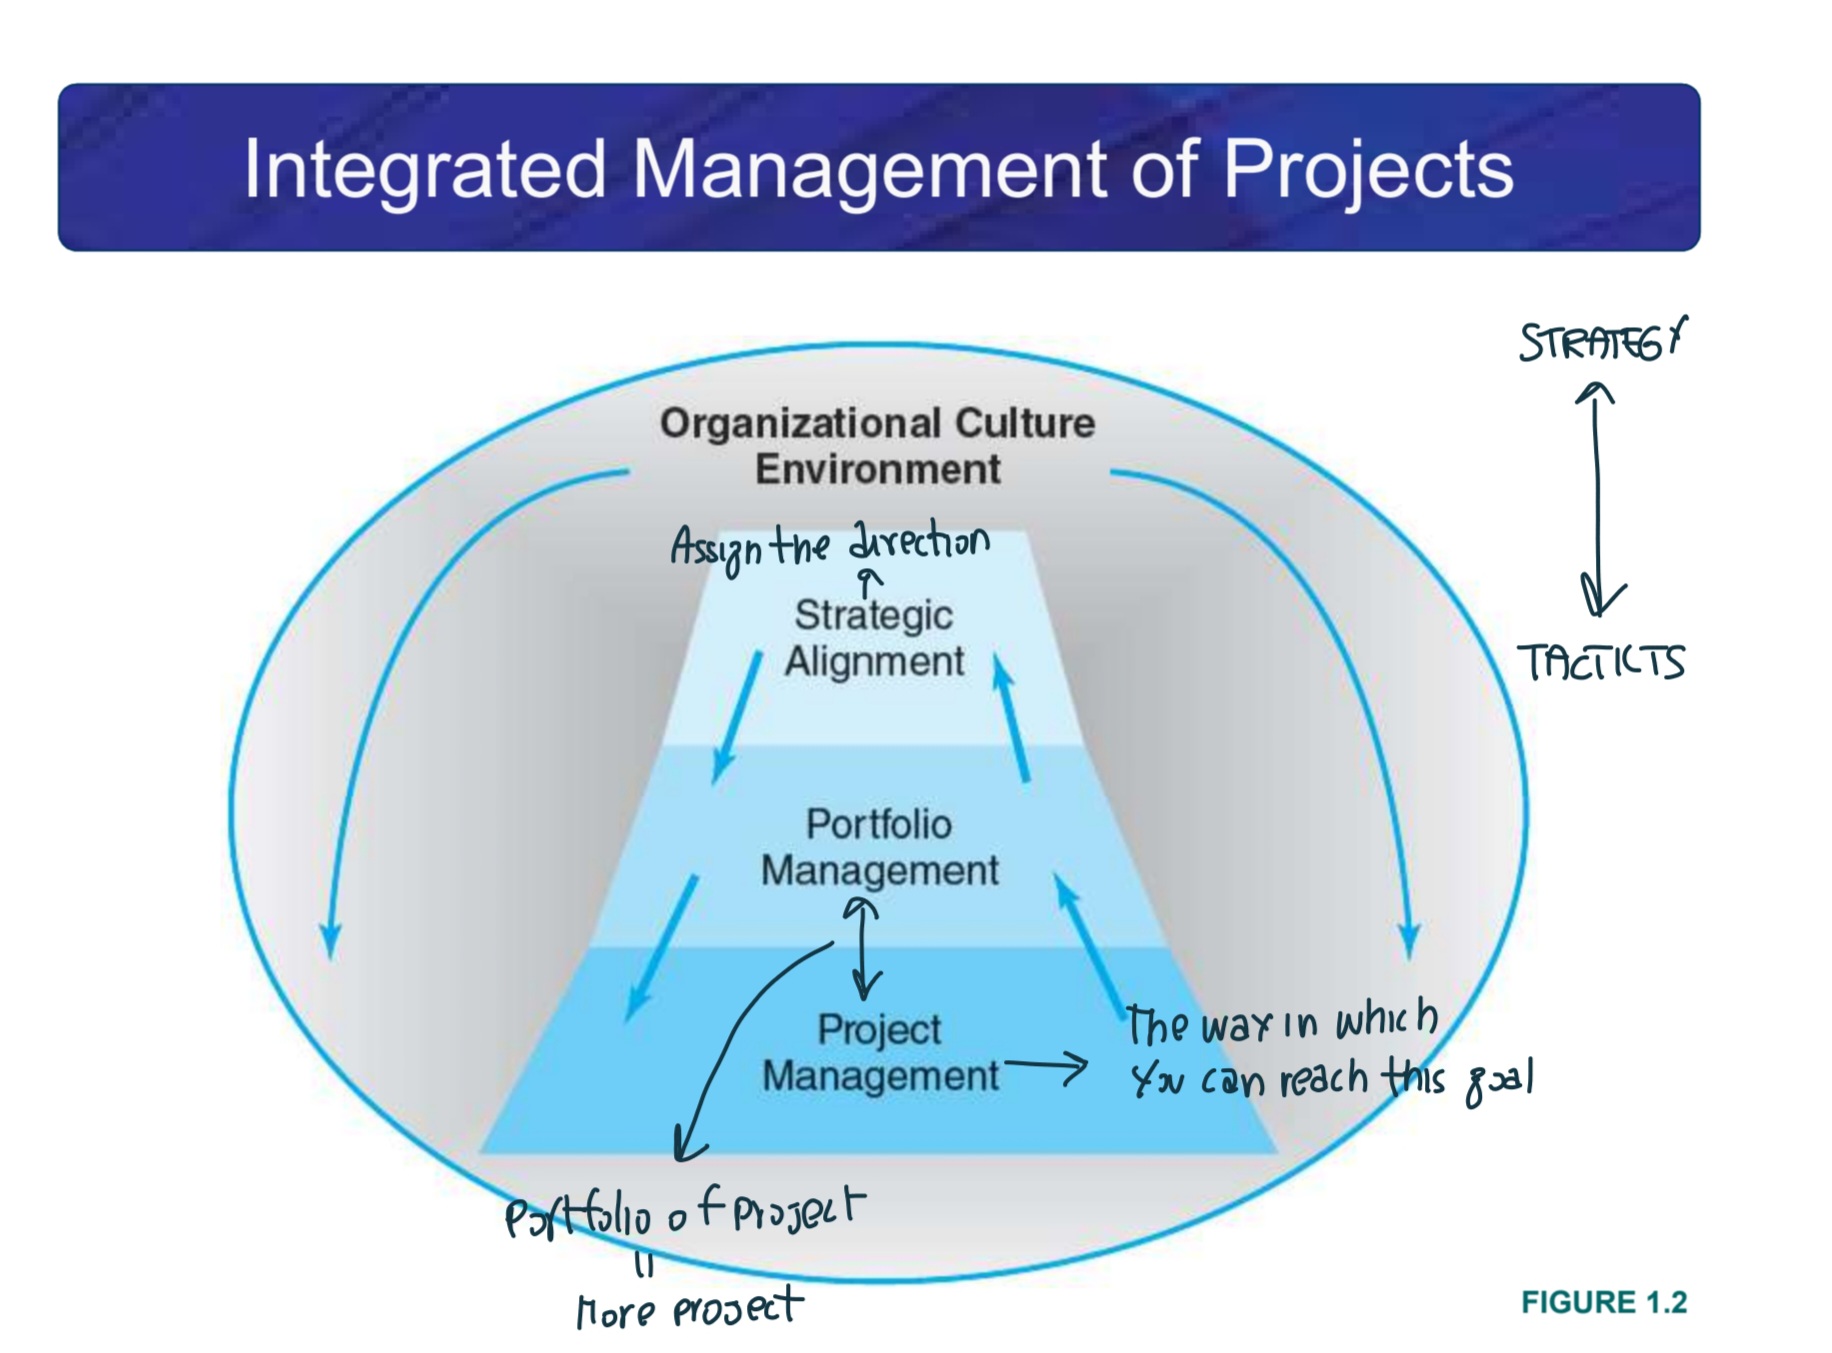 Integrated Management of Projects
STRATEGY
Organizational Culture
Environment
Assign the direction
Strategic
Alignment
TACTICTS
Portfolio
Management
Project
Management
The way in which
you can reach this goal
Portfolio of project
=
More project
FIGURE 1.2